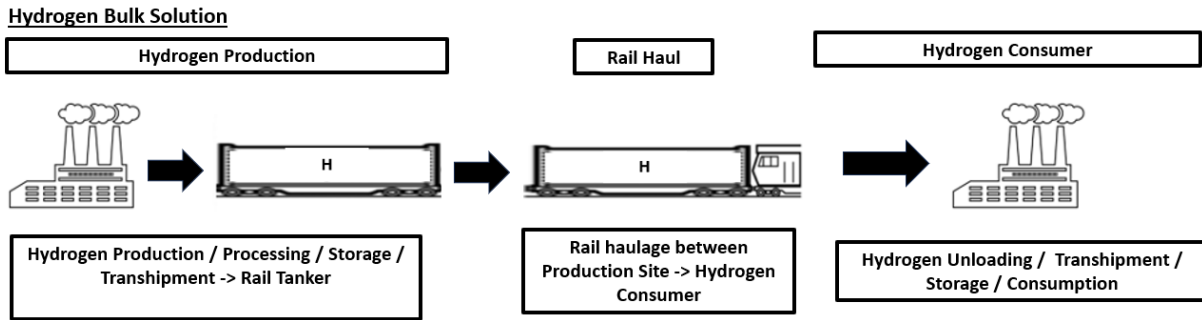 Hydrogen Bulk Solution
Hydrogen Production
Rail Haul
Hydrogen Consumer
H
H
Hydrogen Production / Processing / Storage /
Transhipment -> Rail Tanker
Rail haulage between
Production Site -> Hydrogen
Consumer
Hydrogen Unloading / Transhipment /
Storage / Consumption